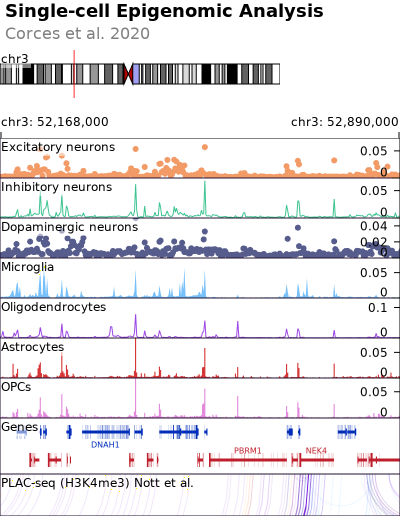 Single-cell Epigenomic Analysis
Corces et al. 2020
chr3
chr3: 52,168,000 chr3: 52,890,000
Excitatory neurons 0.05
0
Inhibitory neurons 0.05
0
Dopaminergic neurons 0.04
0.02
0
Microglia 0.05
0
Oligodendrocytes 0.1
0
Astrocytes 0.05
0
OPCs 0.05
0
Genes
DNAH1
PBRM1 NEK4
PLAC-seq (H3K4me3) Nott et al.